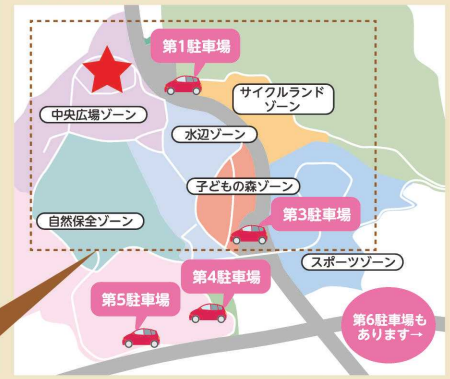 第1駐車場
サイクルランド
ゾーン
中央広場ゾーン
水辺ゾーン
子どもの森ゾーン
自然保全ゾーン
第3駐車場
スポーツゾーン
第4駐車場
第5駐車場
第6駐車場も
あります→